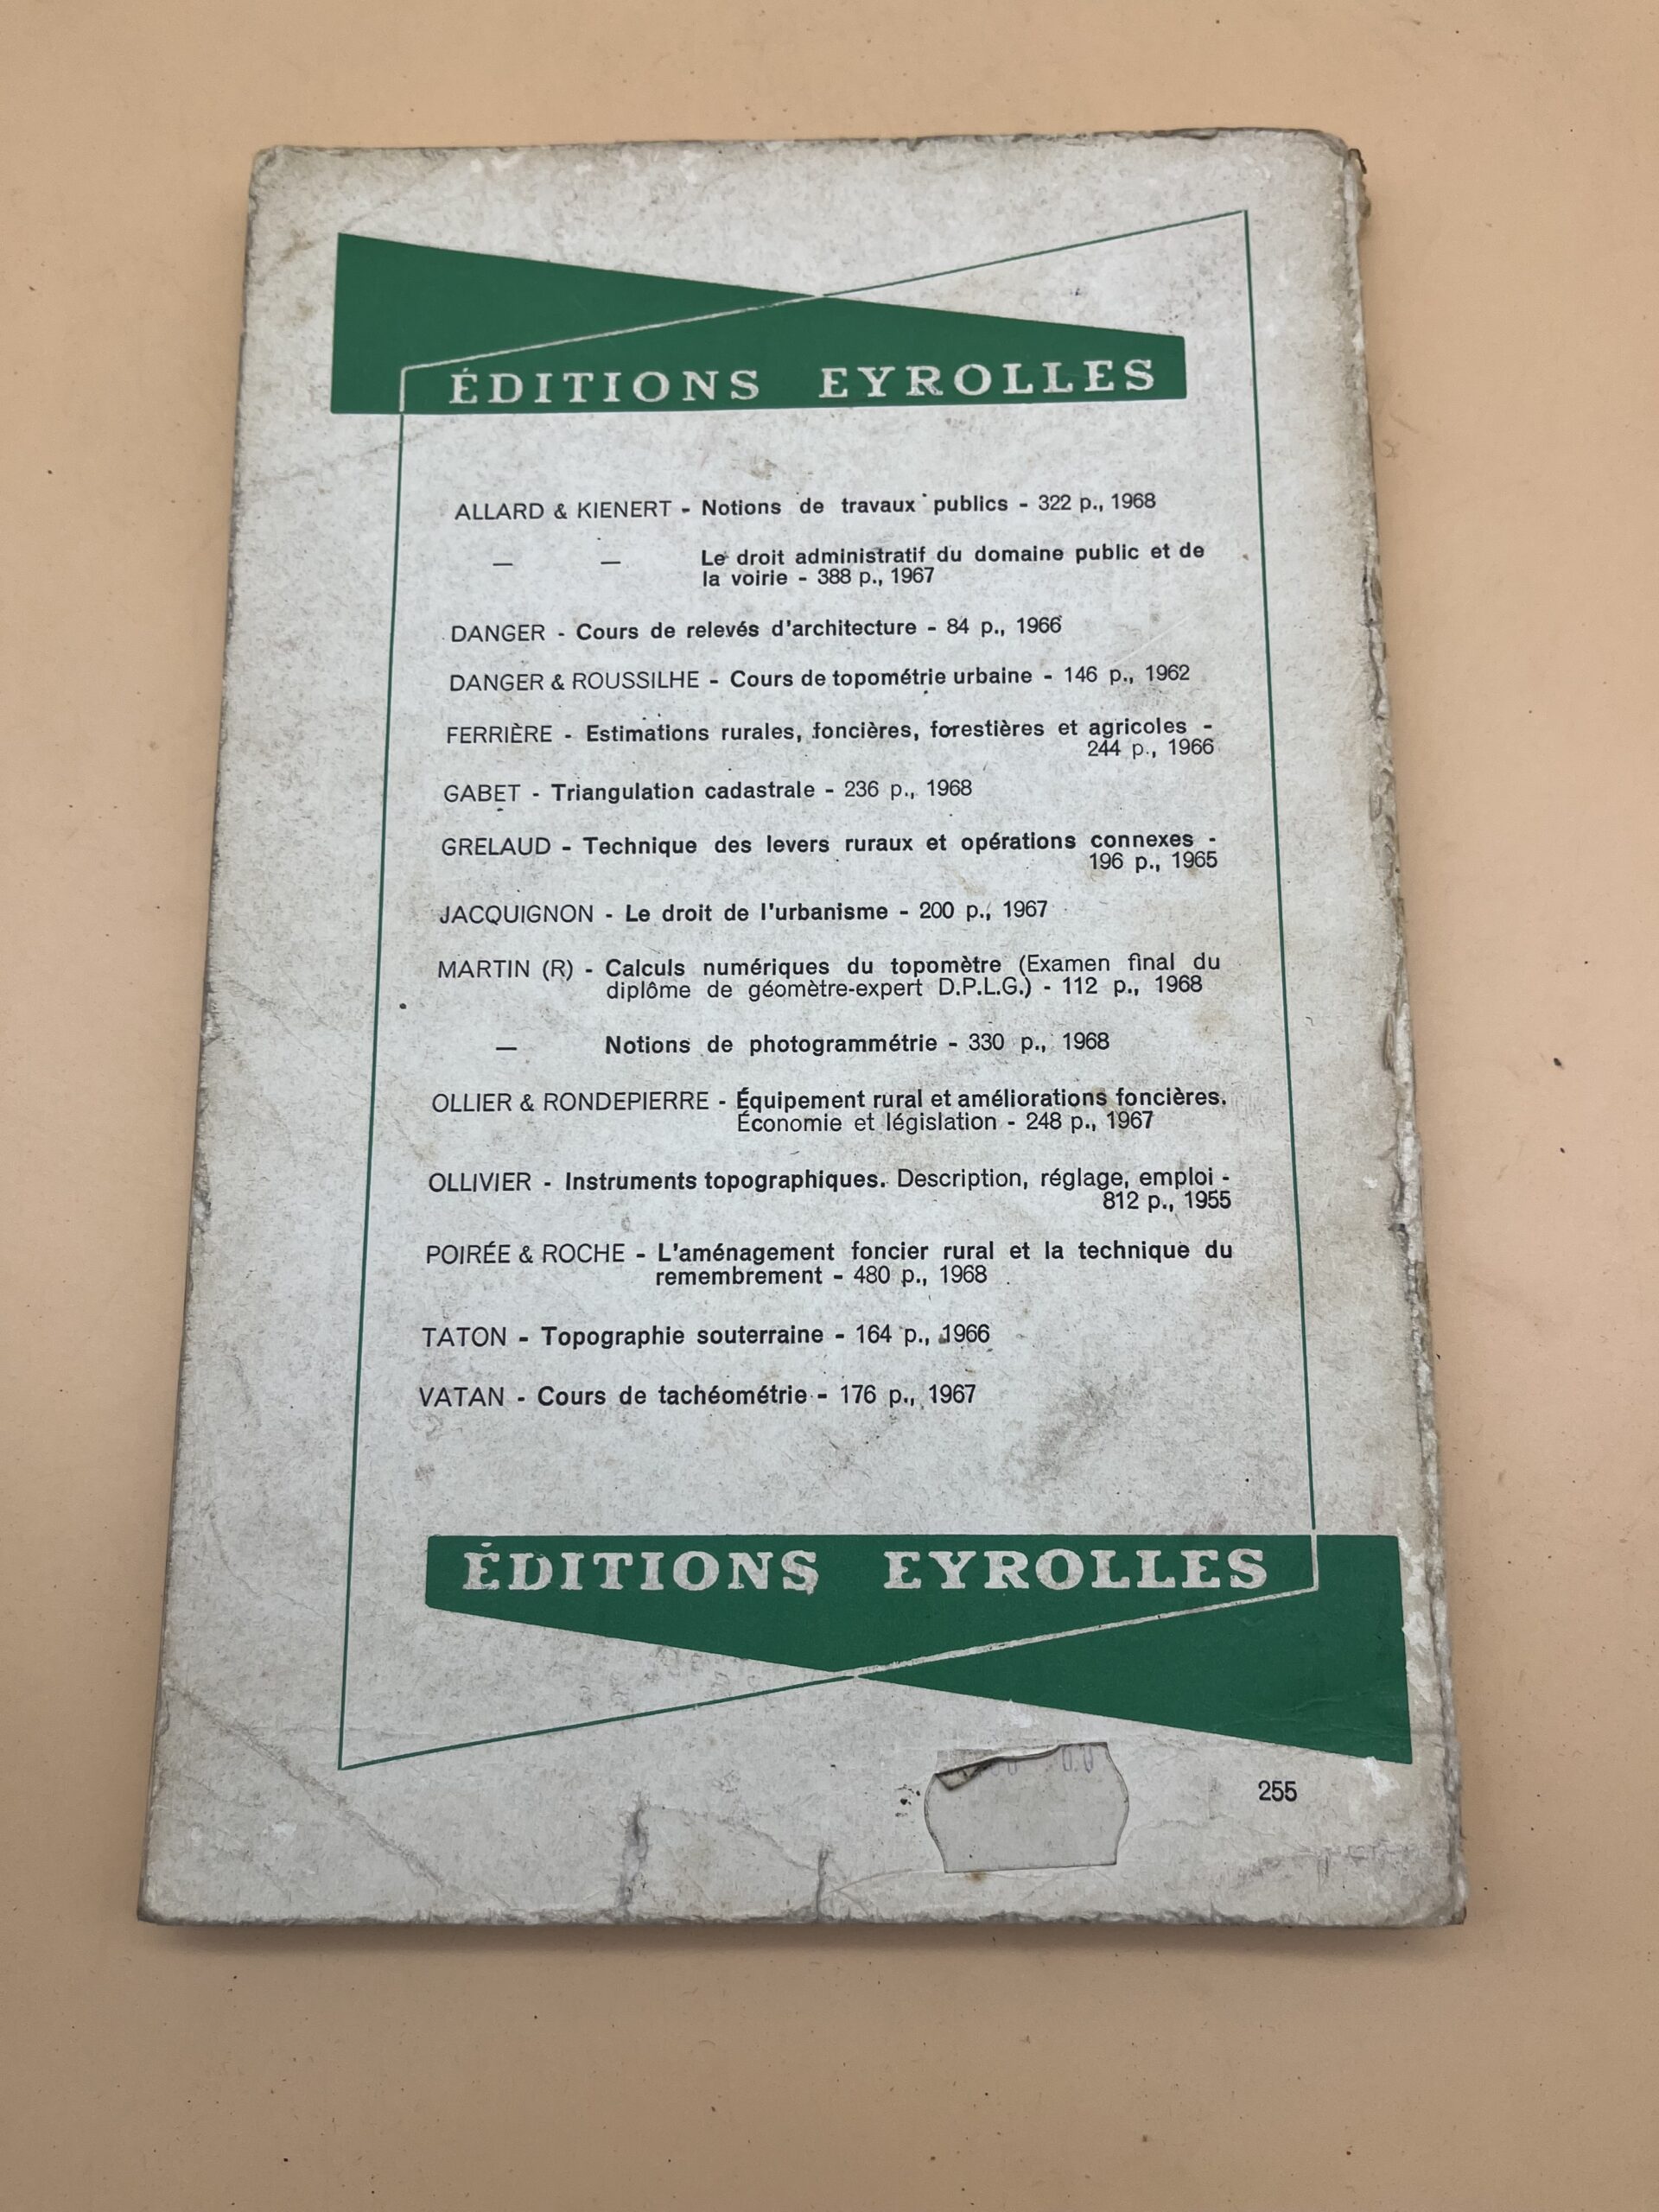 ÉDITIONS EYROLLES
ALLARD & KIENERT - Notions de travaux publics - 322 p., 1968
— — Le droit administratif du domaine public et de
la voirie - 388 p., 1967
DANGER - Cours de relevés d'architecture - 84 p., 1966
DANGER & ROUSSILHE - Cours de topométrie urbaine - 146 p., 1962
FERRIÈRE - Estimations rurales, foncières, forestières et agricoles -
244 p., 1966
GABET - Triangulation cadastrale - 236 p., 1968
GRELAUD - Technique des levers ruraux et opérations connexes -
196 p., 1965
JACQUIGNON - Le droit de l'urbanisme - 200 p., 1967
MARTIN (R) - Calculs numériques du topomètre (Examen final du
diplôme de géomètre-expert D.P.L.G.) - 112 p., 1968
— Notions de photogrammétrie - 330 p., 1968
OLLIER & RONDEPIERRE - Équipement rural et améliorations foncières.
Économie et législation - 248 p., 1967
OLLIVIER - Instruments topographiques. Description, réglage, emploi -
812 p., 1955
POIRÉE & ROCHE - L'aménagement foncier rural et la technique du
remembrement - 480 p., 1968
TATON - Topographie souterraine - 164 p., 1966
VATAN - Cours de tachéométrie - 176 p., 1967
ÉDITIONS EYROLLES
255